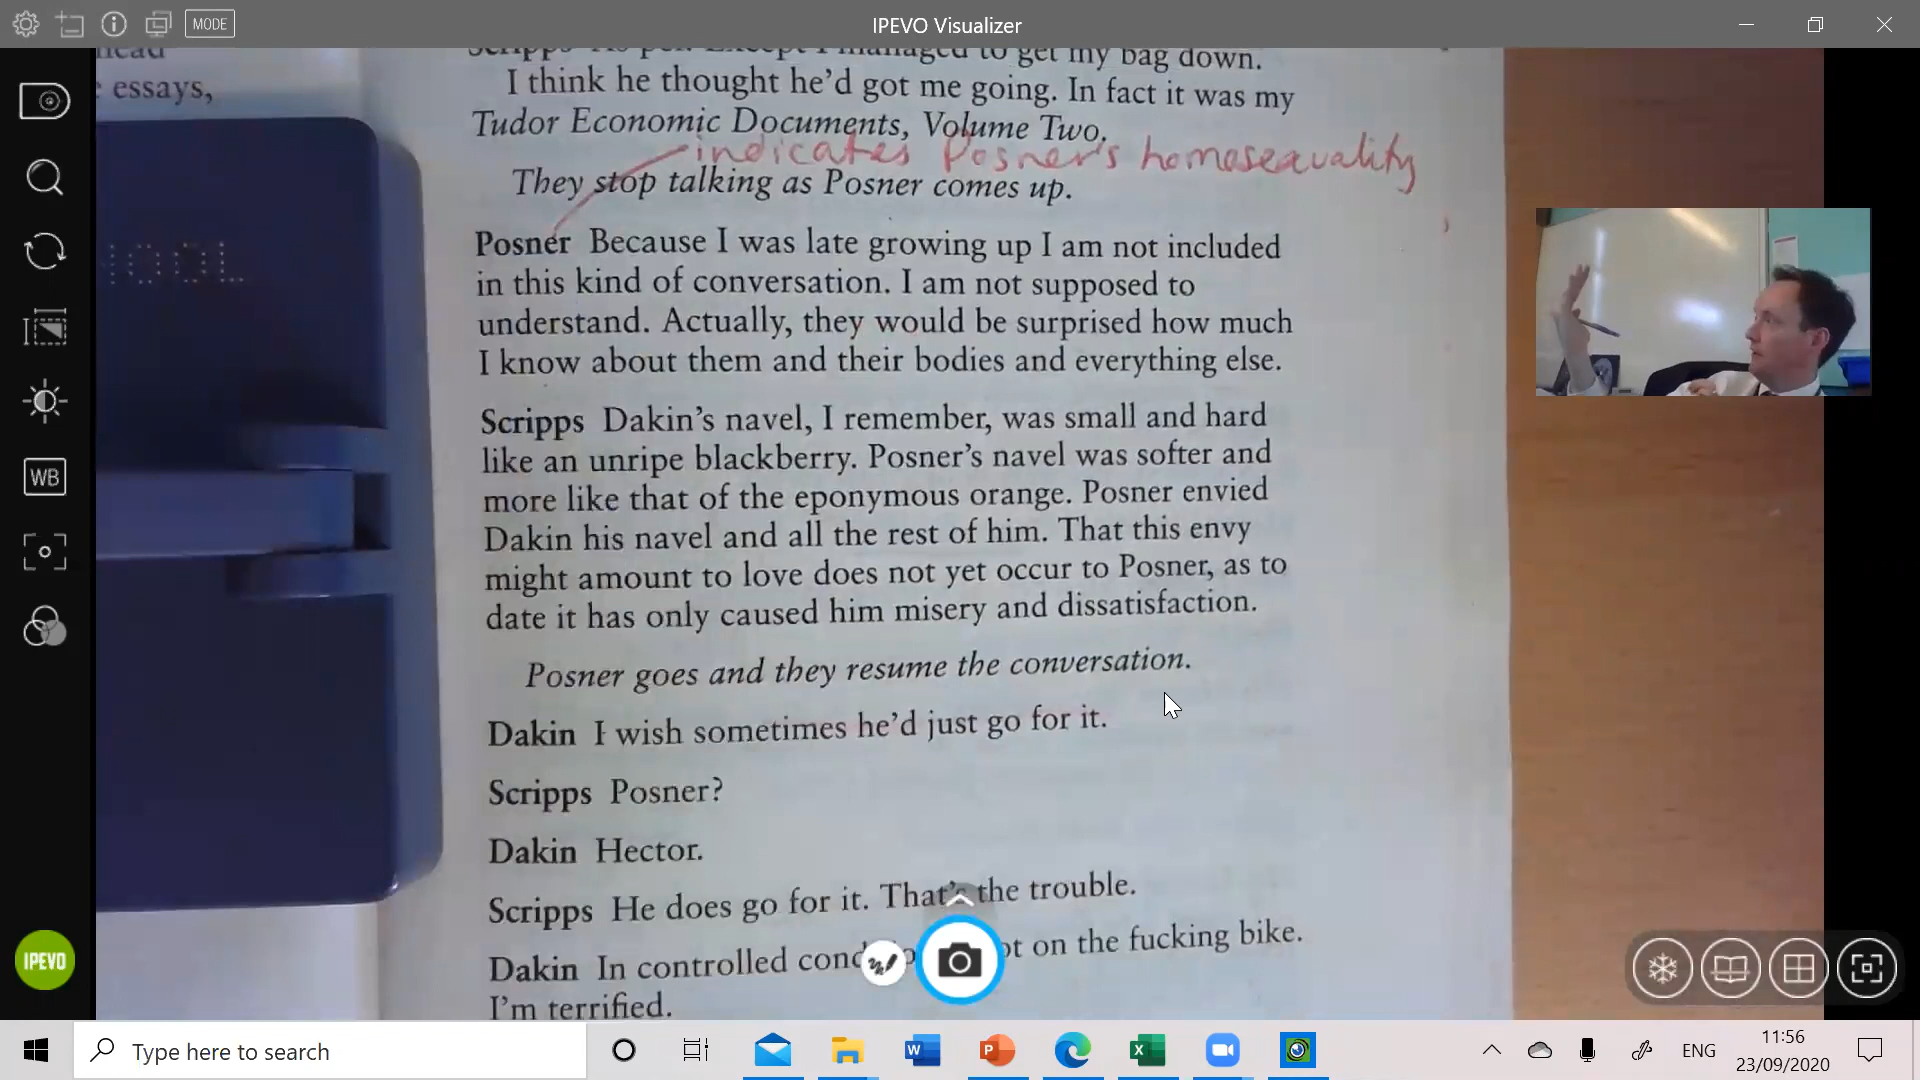 MODE
IPEVO Visualizer
head
essays,
to get my bag down.
I think he thought he'd got me going. In fact it was my
Tudor Economic Documents, Volume Two.
indicates Posner's homosexuality
They stop talking as Posner comes up.
Posner Because I was late growing up I am not included
in this kind of conversation. I am not supposed to
understand. Actually, they would be surprised how much
I know about them and their bodies and everything else.
Scripps Dakin's navel, I remember, was small and hard
like an unripe blackberry. Posner's navel was softer and
more like that of the eponymous orange. Posner envied
Dakin his navel and all the rest of him. That this envy
might amount to love does not yet occur to Posner, as to
date it has only caused him misery and dissatisfaction.
Posner goes and they resume the conversation.
Dakin I wish sometimes he'd just go for it.
Scripps Posner?
Dakin Hector.
Scripps He does go for it. That's the trouble.
Dakin In controlled on the fucking bike.
I'm terrified.
WB
IPEVO
Type here to search
ENG
11:56
23/09/2020